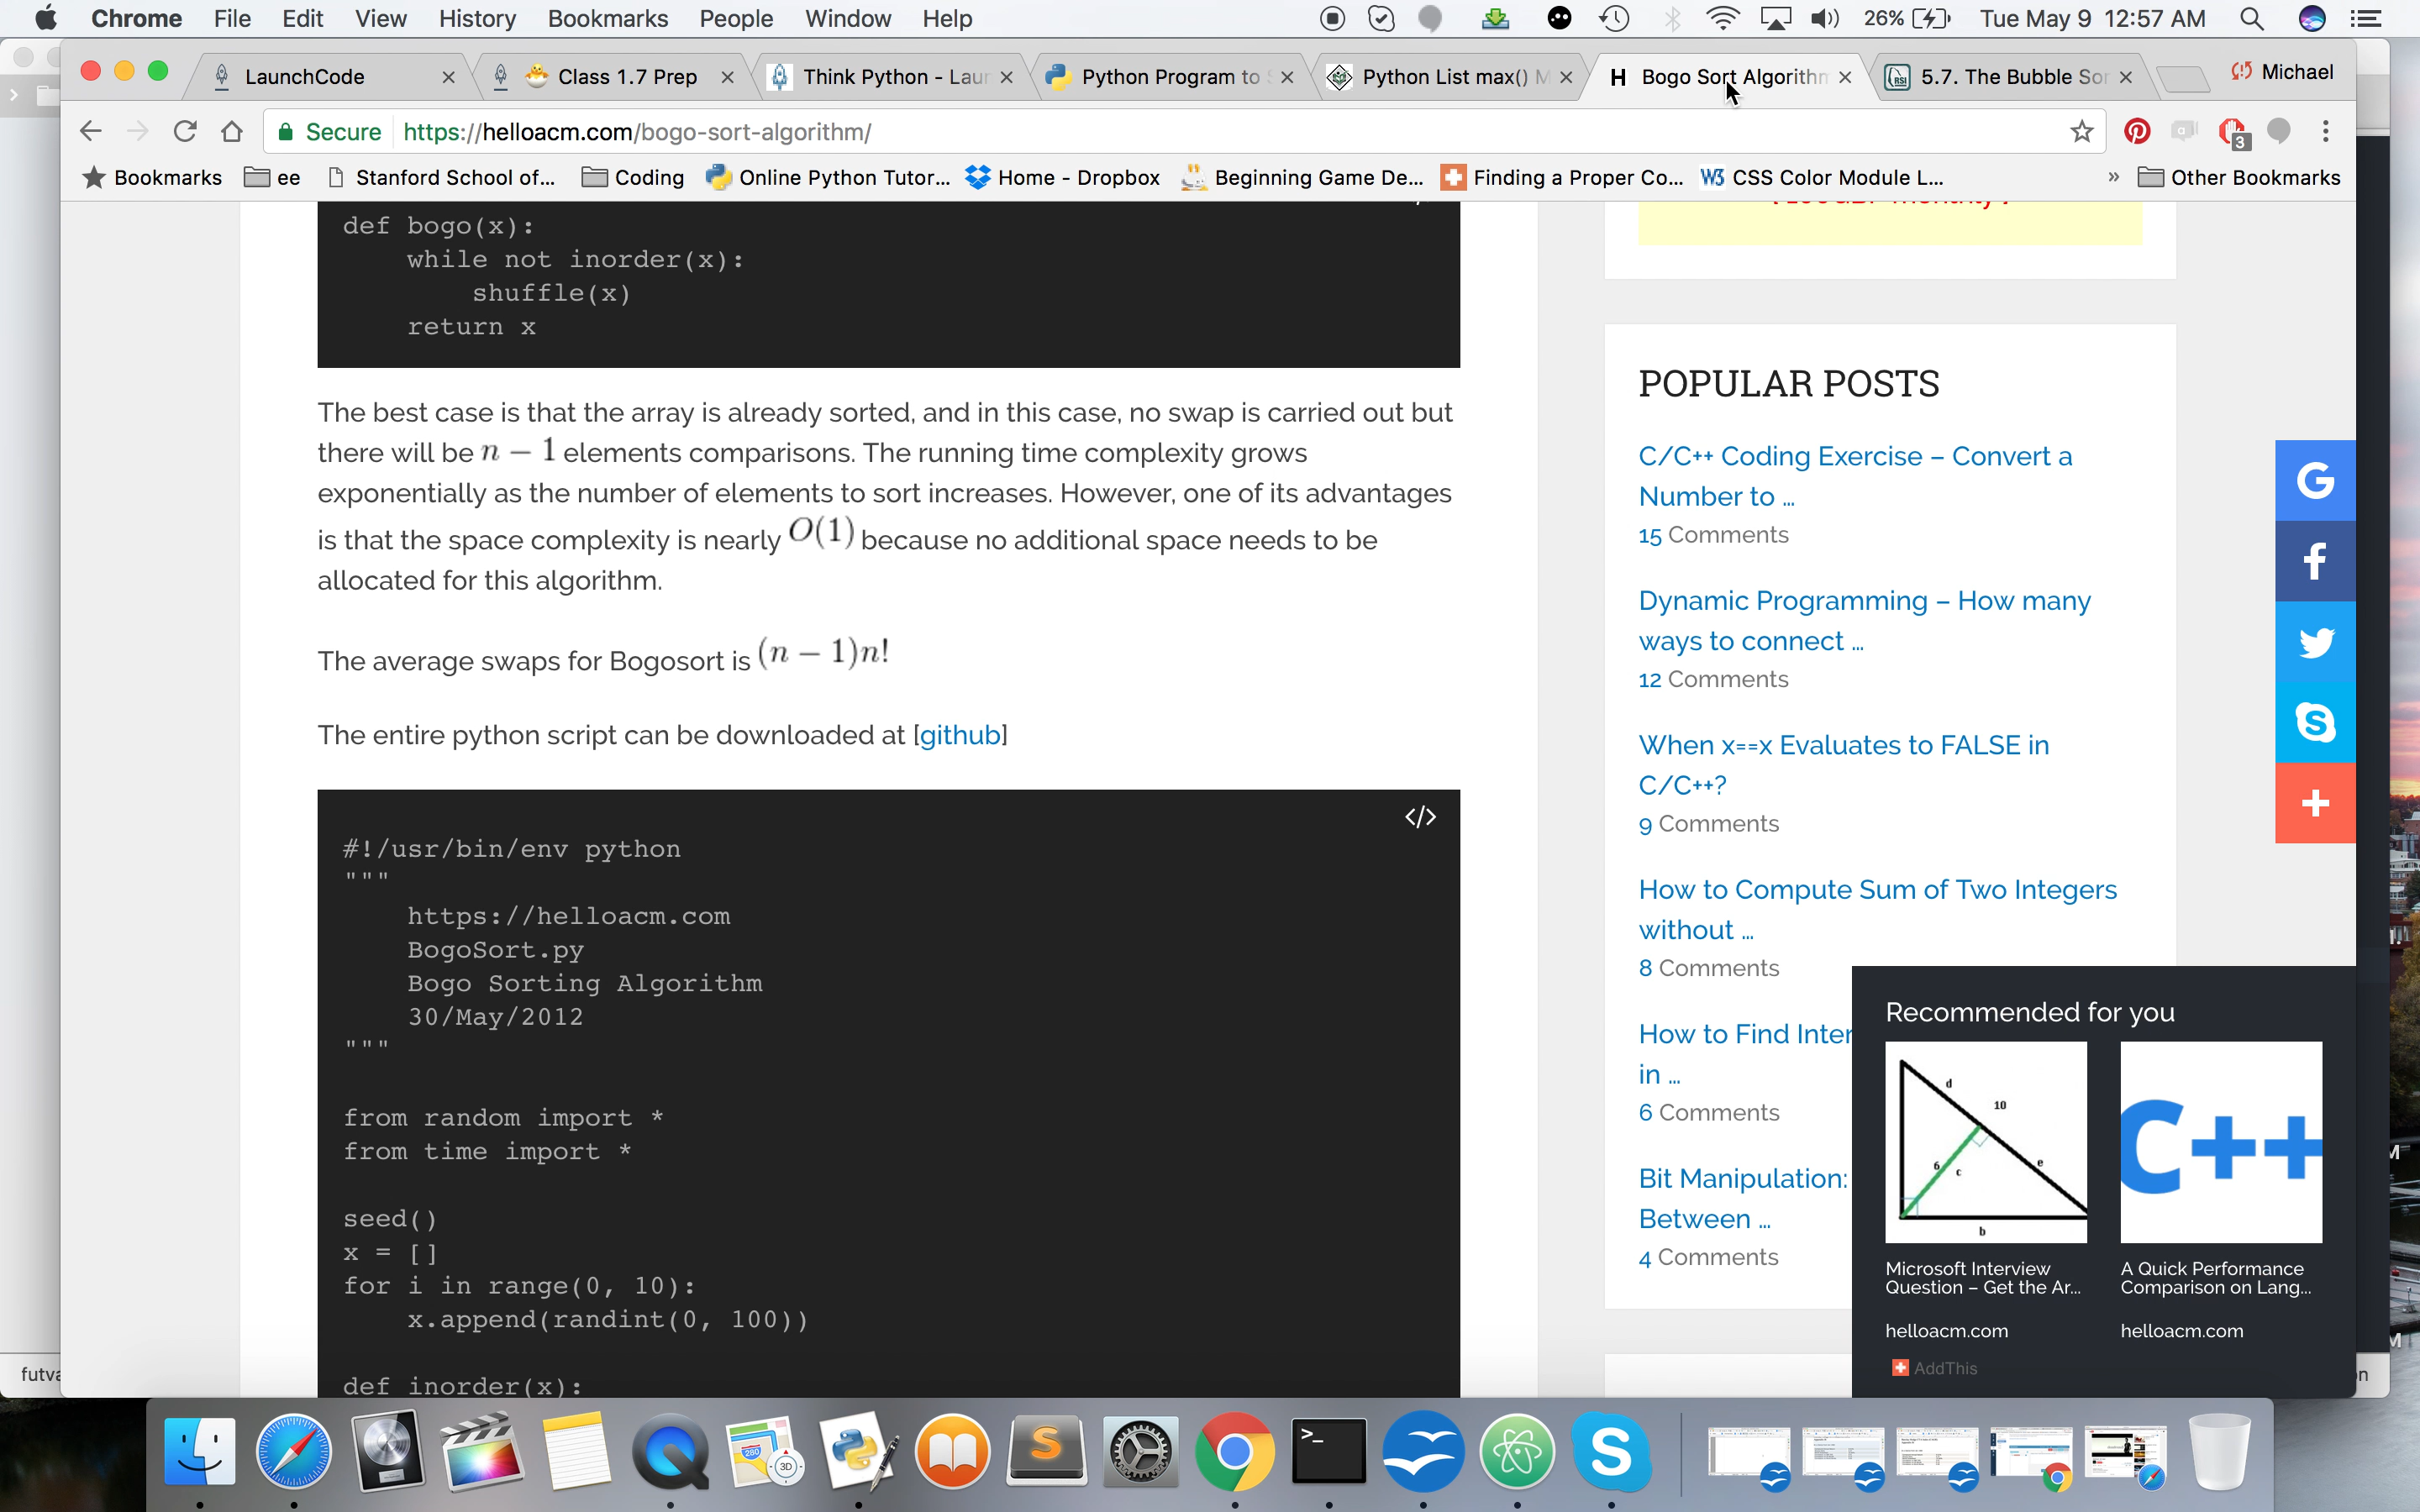 Chrome File Edit View History Bookmarks People Window Help 26% Tue May 9 12:57 AM
LaunchCode Class 1.7 Prep Think Python - Laun Python Program to Python List max() M Bogo Sort Algorithm 5.7. The Bubble Sor Michael
Secure https://helloacm.com/bogo-sort-algorithm/ 3
Bookmarks ee Stanford School of... Coding Online Python Tutor... Home - Dropbox Beginning Game De... Finding a Proper Co... W3 CSS Color Module L... » Other Bookmarks
def bogo(x):
    while not inorder(x):
        shuffle(x)
    return x
The best case is that the array is already sorted, and in this case, no swap is carried out but
there will be n − 1 elements comparisons. The running time complexity grows
exponentially as the number of elements to sort increases. However, one of its advantages
is that the space complexity is nearly O(1) because no additional space needs to be
allocated for this algorithm.
The average swaps for Bogosort is (n − 1)n!
The entire python script can be downloaded at [github]
</>
#!/usr/bin/env python
"""
    https://helloacm.com
    BogoSort.py
    Bogo Sorting Algorithm
    30/May/2012
"""
from random import *
from time import *
seed()
x = []
for i in range(0, 10):
    x.append(randint(0, 100))
def inorder(x):
POPULAR POSTS
C/C++ Coding Exercise – Convert a
Number to ...
15 Comments
Dynamic Programming – How many
ways to connect ...
12 Comments
When x==x Evaluates to FALSE in
C/C++?
9 Comments
How to Compute Sum of Two Integers
without ...
8 Comments
How to Find Inter
in ...
6 Comments
Bit Manipulation:
Between ...
4 Comments
Recommended for you
d
10
6
c
e
b
C++
Microsoft Interview
Question – Get the Ar...
helloacm.com
A Quick Performance
Comparison on Lang...
helloacm.com
AddThis
futva
280
3D